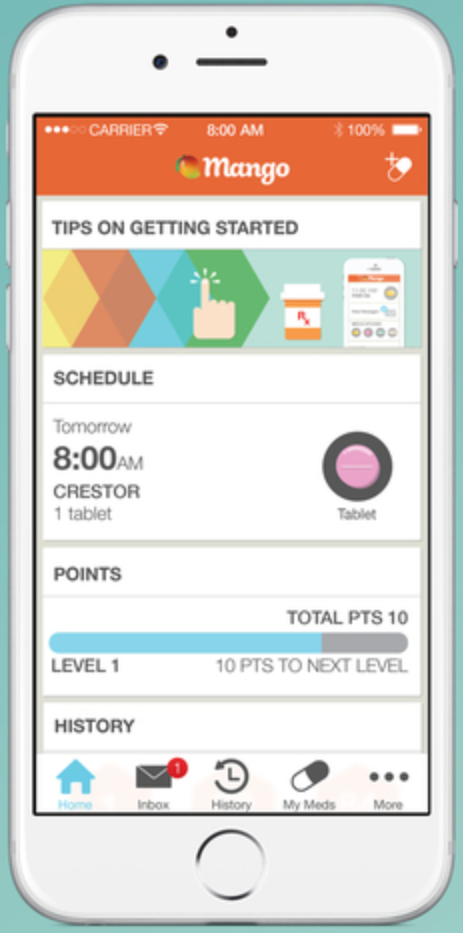 CARRIER 8:00 AM 100%
Mango
TIPS ON GETTING STARTED
Rx
SCHEDULE
Tomorrow
8:00AM
CRESTOR
1 tablet
Tablet
POINTS
TOTAL PTS 10
LEVEL 1 10 PTS TO NEXT LEVEL
HISTORY
1
Home Inbox History My Meds More